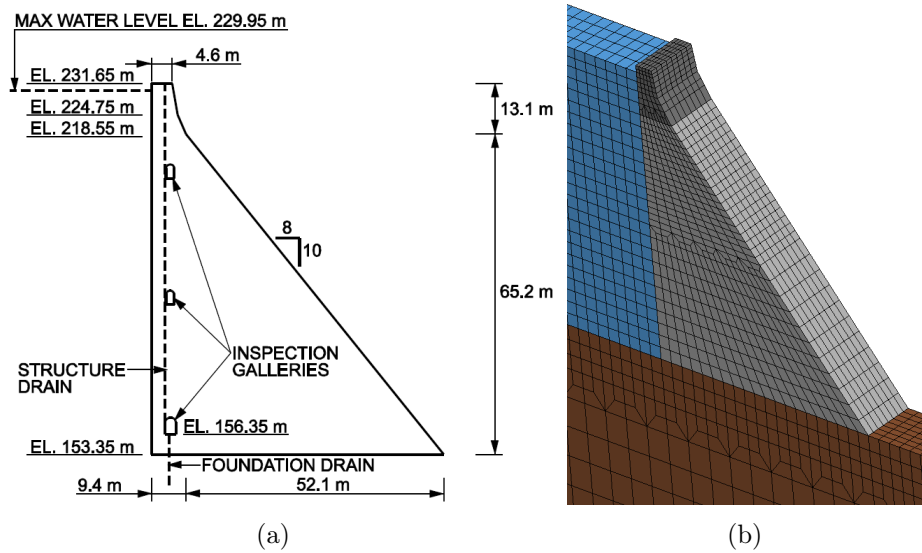 MAX WATER LEVEL EL. 229.95 m
4.6 m
EL. 231.65 m
EL. 224.75 m
EL. 218.55 m
13.1 m
8
10
65.2 m
STRUCTURE
DRAIN
INSPECTION
GALLERIES
EL. 156.35 m
EL. 153.35 m
FOUNDATION DRAIN
9.4 m
52.1 m
(a)
(b)